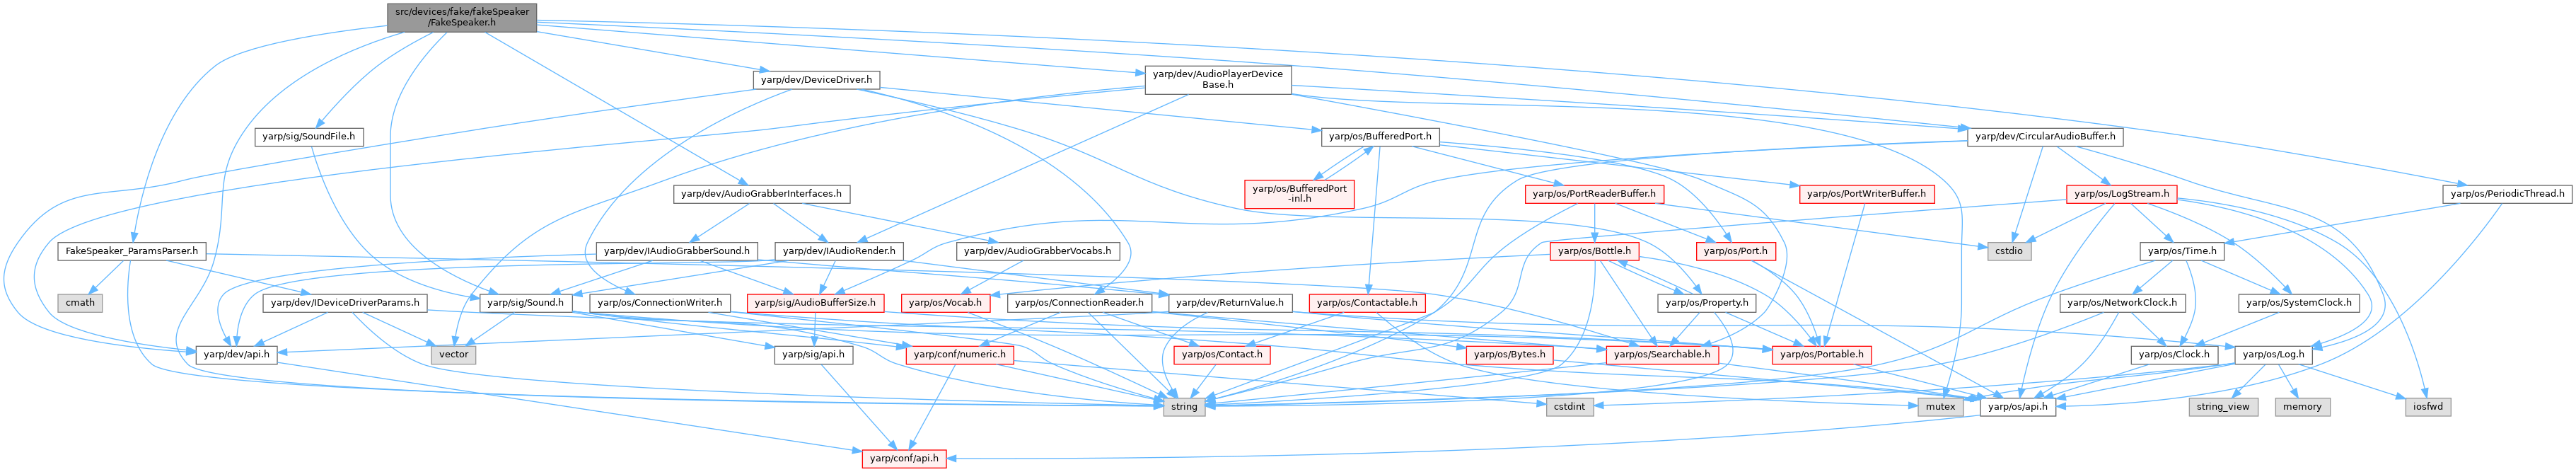 src/devices/fake/fakeSpeaker
/FakeSpeaker.h
yarp/dev/DeviceDriver.h
yarp/dev/AudioPlayerDevice
Base.h
yarp/sig/SoundFile.h
yarp/os/BufferedPort.h
yarp/dev/CircularAudioBuffer.h
yarp/dev/AudioGrabberInterfaces.h
yarp/os/BufferedPort
-inl.h
yarp/os/PortReaderBuffer.h
yarp/os/PortWriterBuffer.h
yarp/os/LogStream.h
yarp/os/PeriodicThread.h
FakeSpeaker_ParamsParser.h
yarp/dev/IAudioGrabberSound.h
yarp/dev/IAudioRender.h
yarp/dev/AudioGrabberVocabs.h
yarp/os/Bottle.h
yarp/os/Port.h
cstdio
yarp/os/Time.h
cmath
yarp/dev/IDeviceDriverParams.h
yarp/sig/Sound.h
yarp/os/ConnectionWriter.h
yarp/sig/AudioBufferSize.h
yarp/os/Vocab.h
yarp/os/ConnectionReader.h
yarp/dev/ReturnValue.h
yarp/os/Contactable.h
yarp/os/Property.h
yarp/os/NetworkClock.h
yarp/os/SystemClock.h
yarp/dev/api.h
vector
yarp/sig/api.h
yarp/conf/numeric.h
yarp/os/Contact.h
yarp/os/Bytes.h
yarp/os/Searchable.h
yarp/os/Portable.h
yarp/os/Clock.h
yarp/os/Log.h
string
cstdint
mutex
yarp/os/api.h
string_view
memory
iosfwd
yarp/conf/api.h